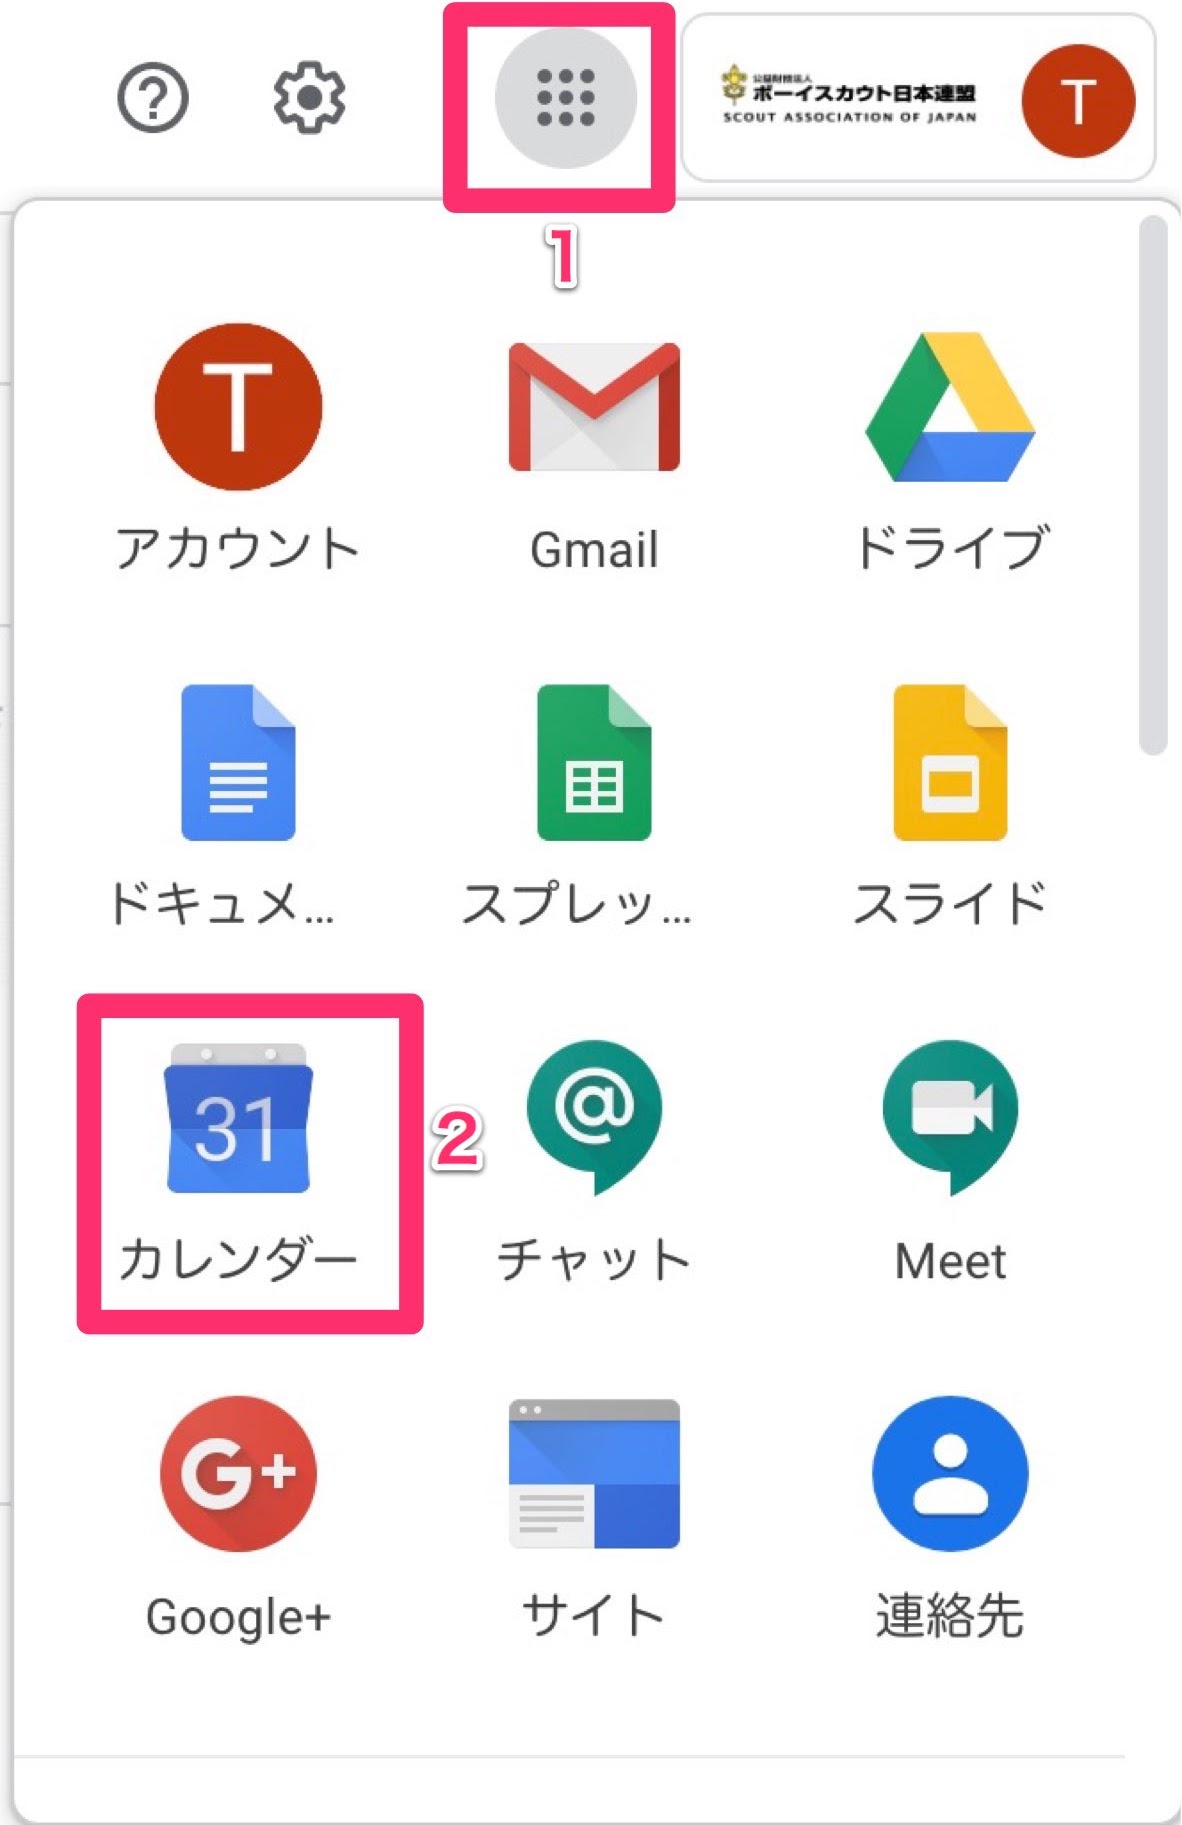 公益財団法人
ボーイスカウト日本連盟
SCOUT ASSOCIATION OF JAPAN
T
1
T
アカウント
Gmail
ドライブ
ドキュメ...
スプレッ...
スライド
31
カレンダー
2
@
チャット
Meet
G+
Google+
サイト
連絡先